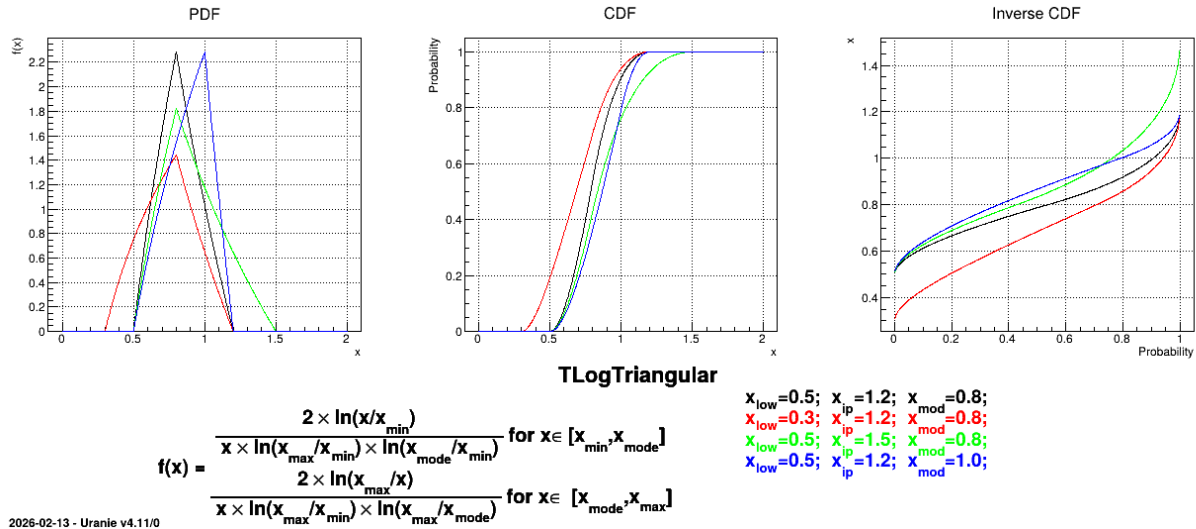 PDF
CDF
Inverse CDF
f(x)
2.2
2
1.8
1.6
1.4
1.2
1
0.8
0.6
0.4
0.2
0
0 0.5 1 1.5 2
x
Probability
1
0.8
0.6
0.4
0.2
0
0 0.5 1 1.5 2
x
x
1.4
1.2
1
0.8
0.6
0.4
0 0.2 0.4 0.6 0.8 1
Probability
TLogTriangular
f(x) =
2 × ln(x/x_min)
x × ln(x_max/x_min) × ln(x_mode/x_min)
for x∈ [x_min,x_mode]
2 × ln(x_max/x)
x × ln(x_max/x_min) × ln(x_max/x_mode)
for x∈ [x_mode,x_max]
x_low=0.5; x_ip=1.2; x_mod=0.8;
x_low=0.3; x_ip=1.2; x_mod=0.8;
x_low=0.5; x_ip=1.5; x_mod=0.8;
x_low=0.5; x_ip=1.2; x_mod=1.0;
2026-02-13 - Uranie v4.11/0